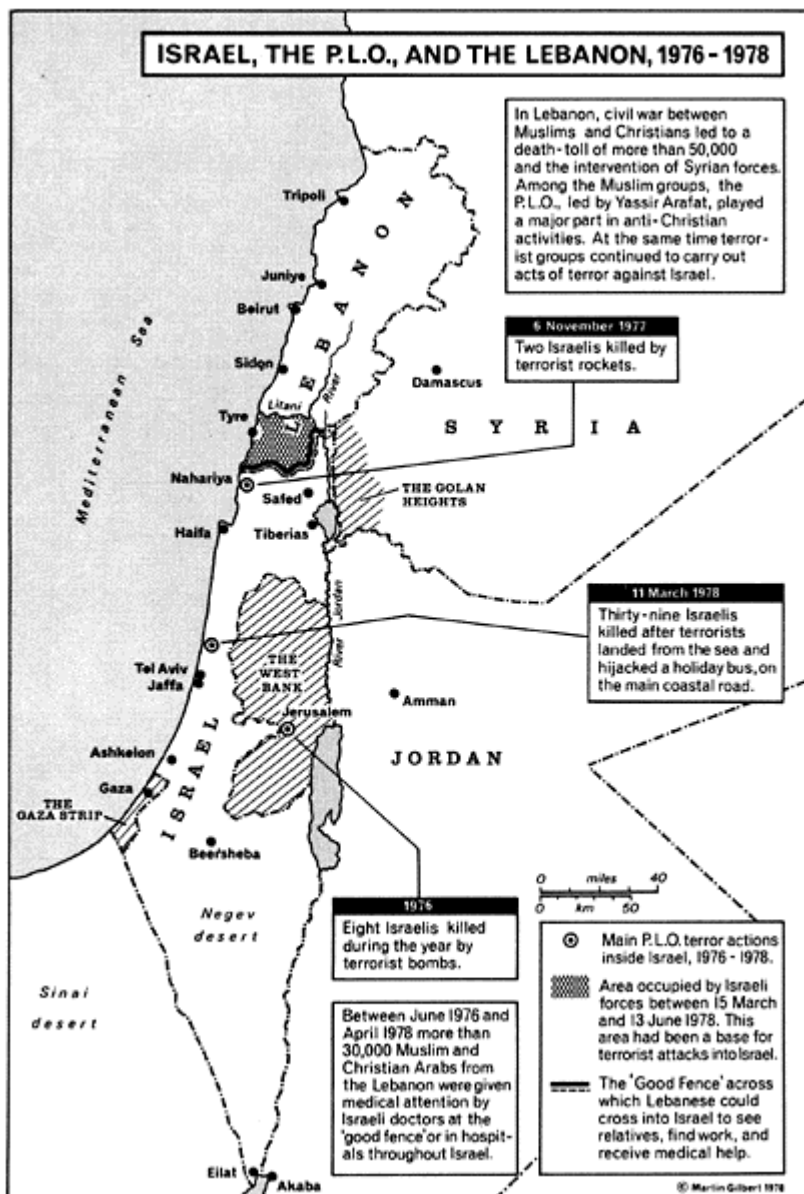 ISRAEL, THE P.L.O., AND THE LEBANON, 1976 - 1978
In Lebanon, civil war between
Muslims and Christians led to a
death-toll of more than 50,000
and the intervention of Syrian forces.
Among the Muslim groups, the
P.L.O., led by Yassir Arafat, played
a major part in anti-Christian
activities. At the same time terror-
ist groups continued to carry out
acts of terror against Israel.
Tripoli
LEBANON
Juniye
Beirut
6 November 1977
Two Israelis killed by
terrorist rockets.
Mediterranean Sea
Sidon
Damascus
Litani
River
Tyre
SYRIA
Nahariya
Safed
THE GOLAN
HEIGHTS
Haifa
Tiberias
River Jordan
11 March 1978
Thirty-nine Israelis
killed after terrorists
landed from the sea and
hijacked a holiday bus, on
the main coastal road.
Tel Aviv
Jaffa
THE
WEST
BANK
Amman
Jerusalem
ISRAEL
Ashkelon
JORDAN
Gaza
THE
GAZA STRIP
Beersheba
0 miles 40
0 km 50
Negev
desert
1976
Eight Israelis killed
during the year by
terrorist bombs.
Main P.L.O. terror actions
inside Israel, 1976 - 1978.
Sinai
desert
Area occupied by Israeli
forces between 15 March
and 13 June 1978. This
area had been a base for
terrorist attacks into Israel.
Between June 1976 and
April 1978 more than
30,000 Muslim and
Christian Arabs from
the Lebanon were given
medical attention by
Israeli doctors at the
'good fence' or in hospit-
als throughout Israel.
The 'Good Fence' across
which Lebanese could
cross into Israel to see
relatives, find work, and
receive medical help.
Eilat
Akaba
© Martin Gilbert 1978